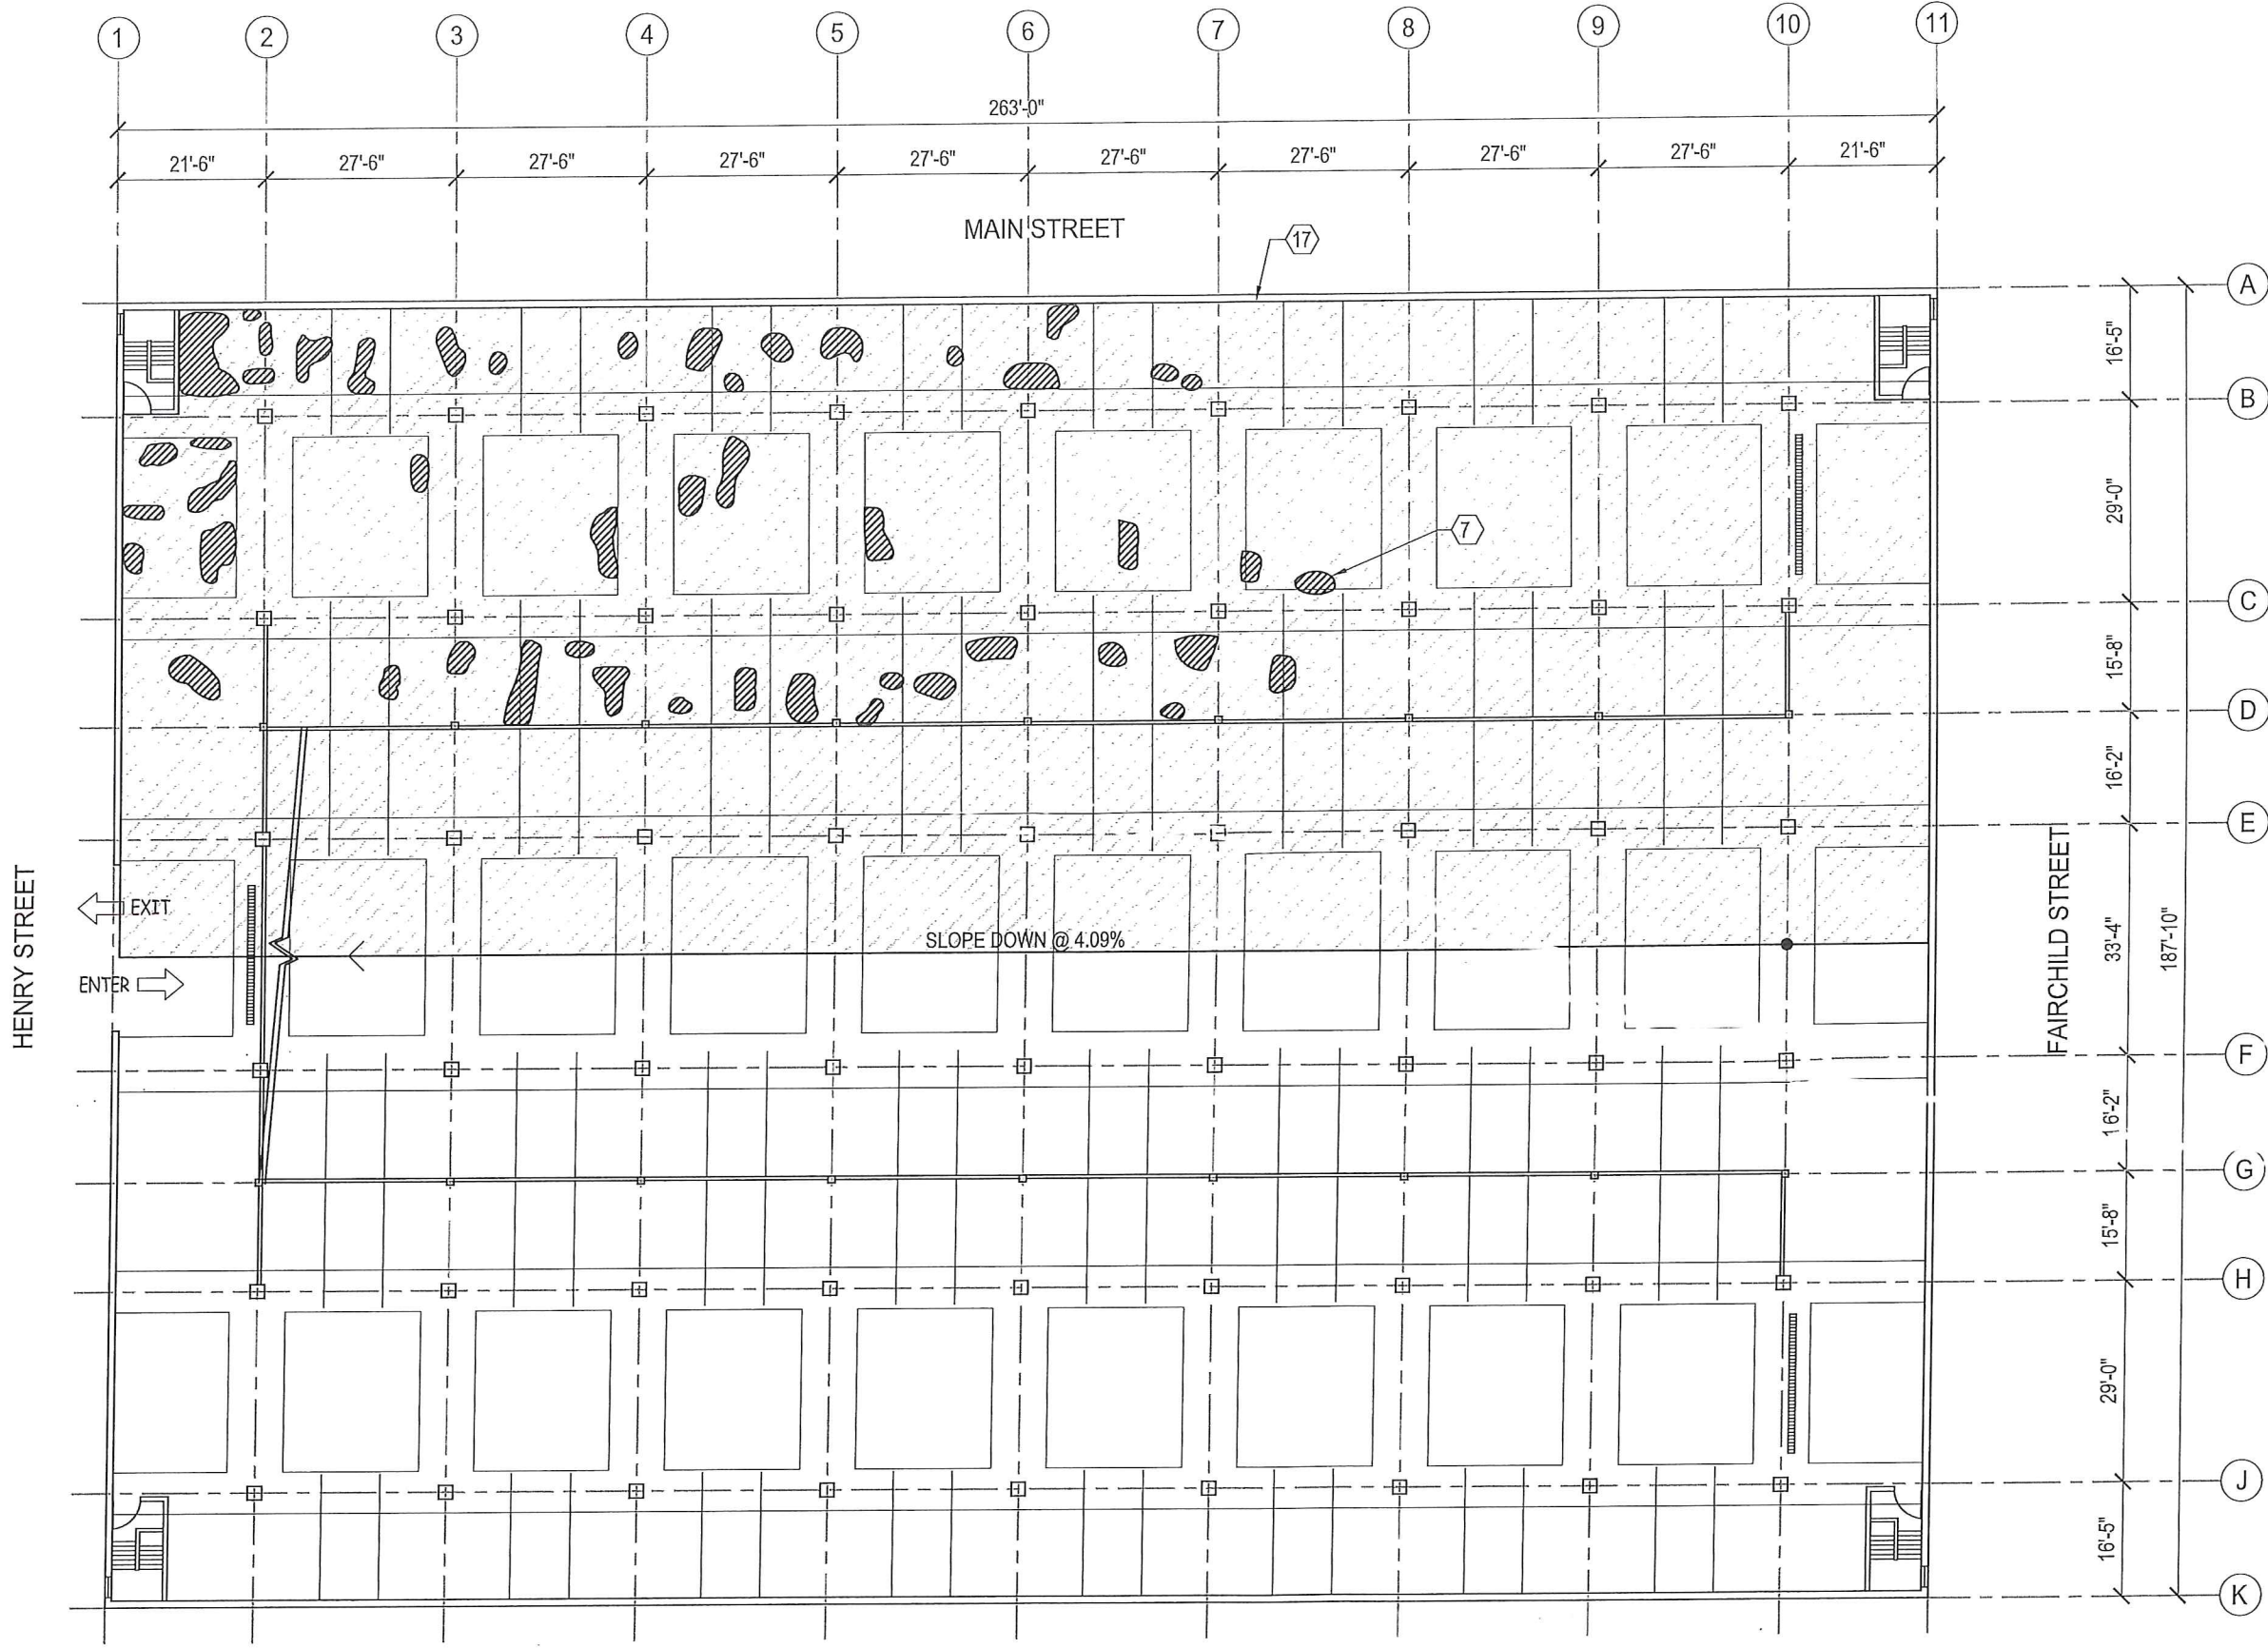 1 2 3 4 5 6 7 8 9 10 11
263'-0"
21'-6" 27'-6" 27'-6" 27'-6" 27'-6" 27'-6" 27'-6" 27'-6" 27'-6" 21'-6"
MAIN STREET
17
A
16'-5"
B
29'-0"
7
C
15'-8"
D
16'-2"
E
HENRY STREET
EXIT
ENTER
SLOPE DOWN @ 4.09%
FAIRCHILD STREET
33'-4"
187'-10"
F
16'-2"
G
15'-8"
H
29'-0"
J
16'-5"
K